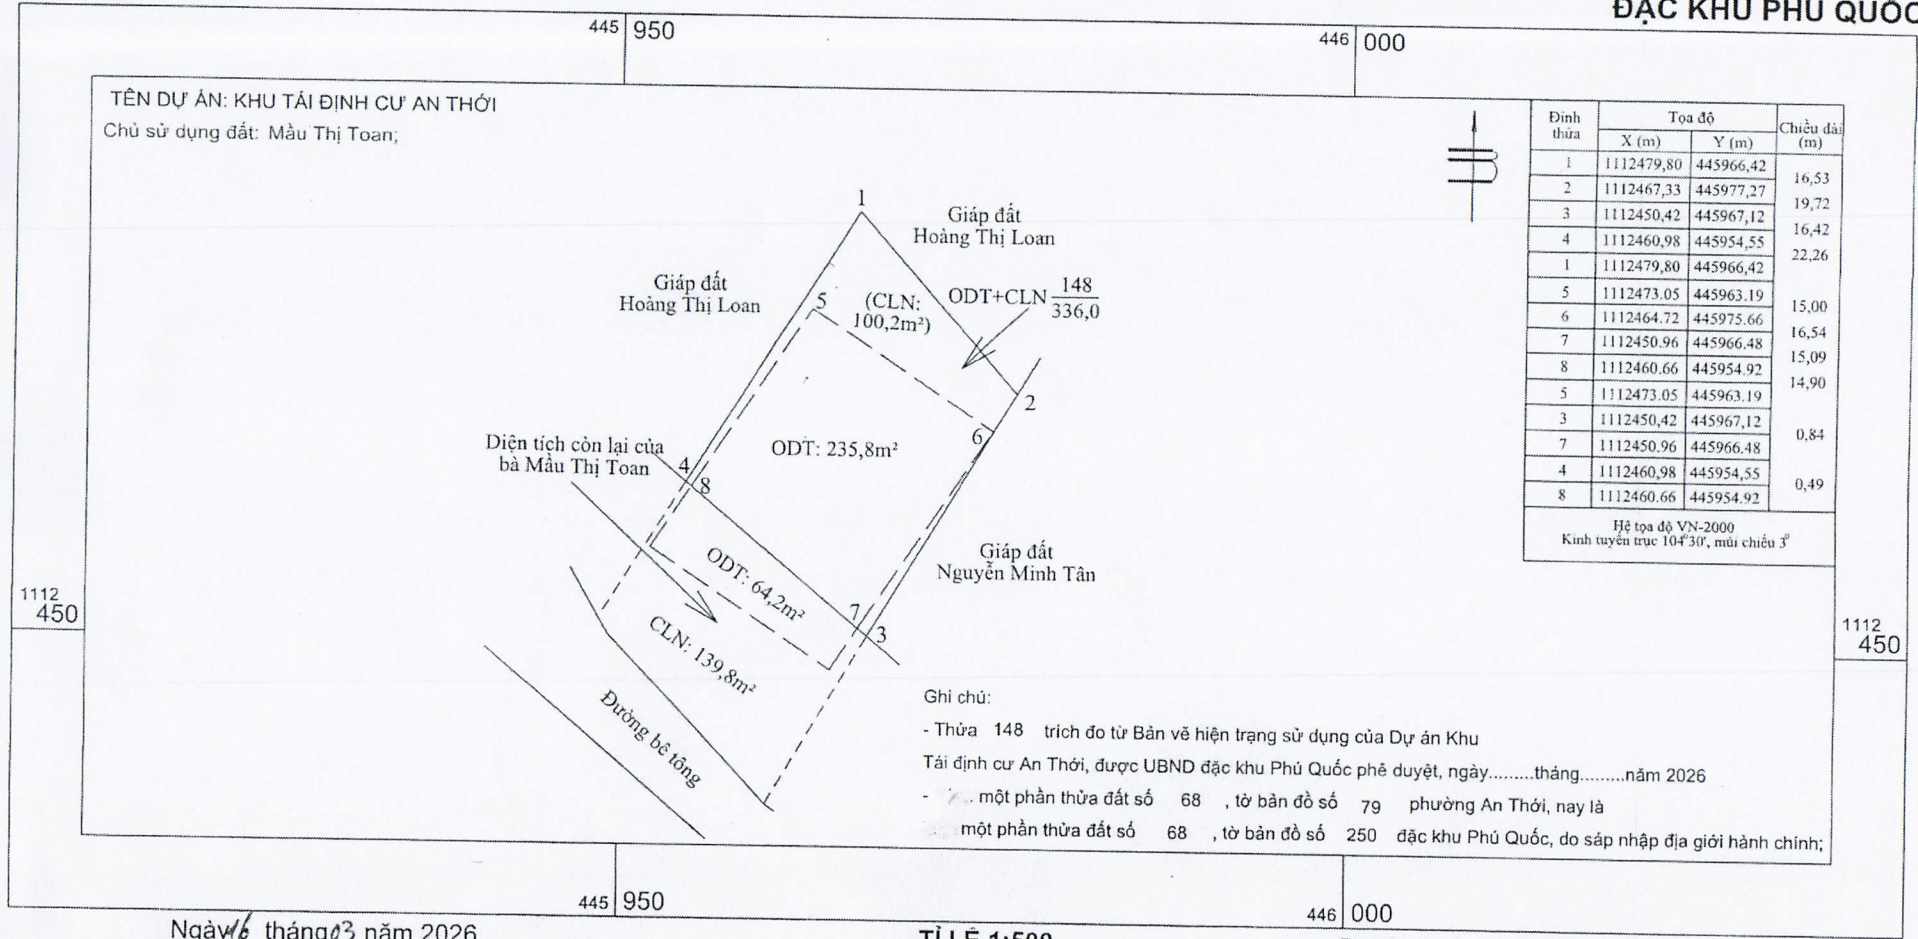 ĐẶC KHU PHÚ QUỐC
445 950
446 000
TÊN DỰ ÁN: KHU TÁI ĐỊNH CƯ AN THỚI
Chủ sử dụng đất: Mầu Thị Toan;
Đỉnh thửa Tọa độ Chiều dài (m)
X (m) Y (m)
1 1112479,80 445966,42
16,53
2 1112467,33 445977,27
19,72
3 1112450,42 445967,12
16,42
4 1112460,98 445954,55
22,26
1 1112479,80 445966,42
5 1112473.05 445963.19
15,00
6 1112464.72 445975.66
16,54
7 1112450.96 445966.48
15,09
8 1112460.66 445954.92
14,90
5 1112473.05 445963.19
3 1112450,42 445967,12
0,84
7 1112450.96 445966.48
4 1112460,98 445954,55
0,49
8 1112460.66 445954.92
Hệ tọa độ VN-2000
Kinh tuyến trục 104°30', múi chiếu 3°
1
Giáp đất
Hoàng Thị Loan
Giáp đất
Hoàng Thị Loan
5
(CLN:
100,2m²)
ODT+CLN 148
336,0
2
6
ODT: 235,8m²
Diện tích còn lại của
bà Mầu Thị Toan
4
8
ODT: 64,2m²
Giáp đất
Nguyễn Minh Tân
7
3
CLN: 139,8m²
Đường bê tông
1112
450
1112
450
Ghi chú:
- Thửa 148 trích đo từ Bản vẽ hiện trạng sử dụng của Dự án Khu
Tái định cư An Thới, được UBND đặc khu Phú Quốc phê duyệt, ngày.........tháng.........năm 2026
- một phần thửa đất số 68 , tờ bản đồ số 79 phường An Thới, nay là
một phần thửa đất số 68 , tờ bản đồ số 250 đặc khu Phú Quốc, do sáp nhập địa giới hành chính;
445 950
446 000
Ngày 16 tháng 03 năm 2026
TỈ LỆ 1:500